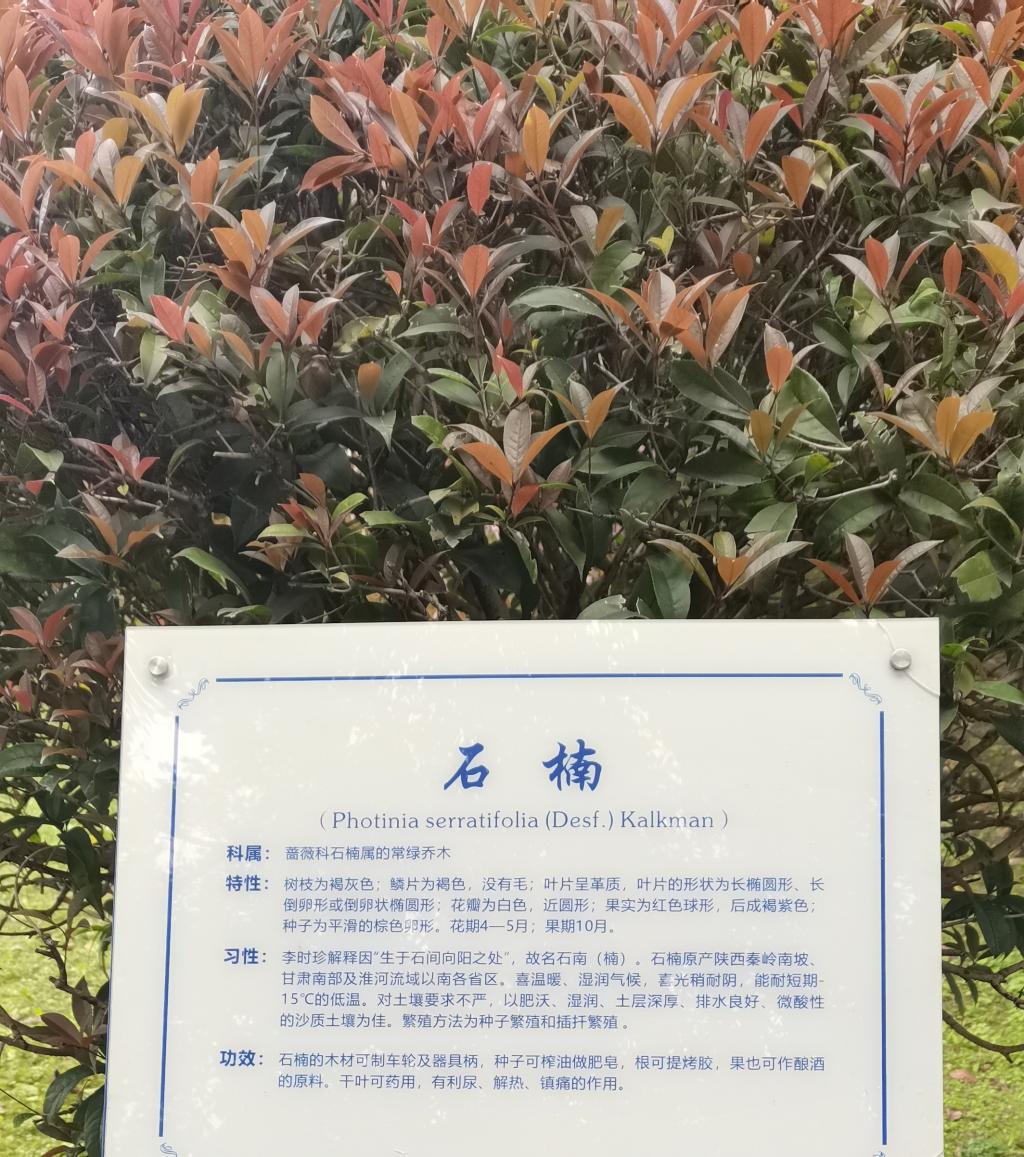 石 楠
（Photinia serratifolia (Desf.) Kalkman）
科属： 蔷薇科石楠属的常绿乔木
特性： 树枝为褐灰色；鳞片为褐色，没有毛；叶片呈革质，叶片的形状为长椭圆形、长
倒卵形或倒卵状椭圆形；花瓣为白色，近圆形；果实为红色球形，后成褐紫色；
种子为平滑的棕色卵形。花期4—5月；果期10月。
习性： 李时珍解释因“生于石间向阳之处”，故名石南（楠）。石楠原产陕西秦岭南坡、
甘肃南部及淮河流域以南各省区。喜温暖、湿润气候，喜光稍耐阴，能耐短期-
15℃的低温。对土壤要求不严，以肥沃、湿润、土层深厚、排水良好、微酸性
的沙质土壤为佳。繁殖方法为种子繁殖和插扦繁殖 。
功效： 石楠的木材可制车轮及器具柄，种子可榨油做肥皂，根可提烤胶，果也可作酿酒
的原料。干叶可药用，有利尿、解热、镇痛的作用。